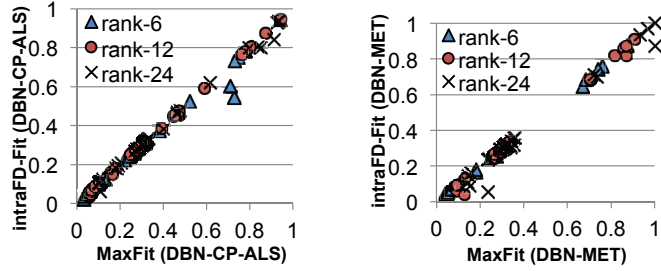 intraFD-Fit (DBN-CP-ALS)
1
0.8
0.6
0.4
0.2
0
rank-6
rank-12
rank-24
0 0.2 0.4 0.6 0.8 1
MaxFit (DBN-CP-ALS)
intraFD-Fit (DBN-MET)
1
0.8
0.6
0.4
0.2
0
rank-6
rank-12
rank-24
0 0.2 0.4 0.6 0.8 1
MaxFit (DBN-MET)